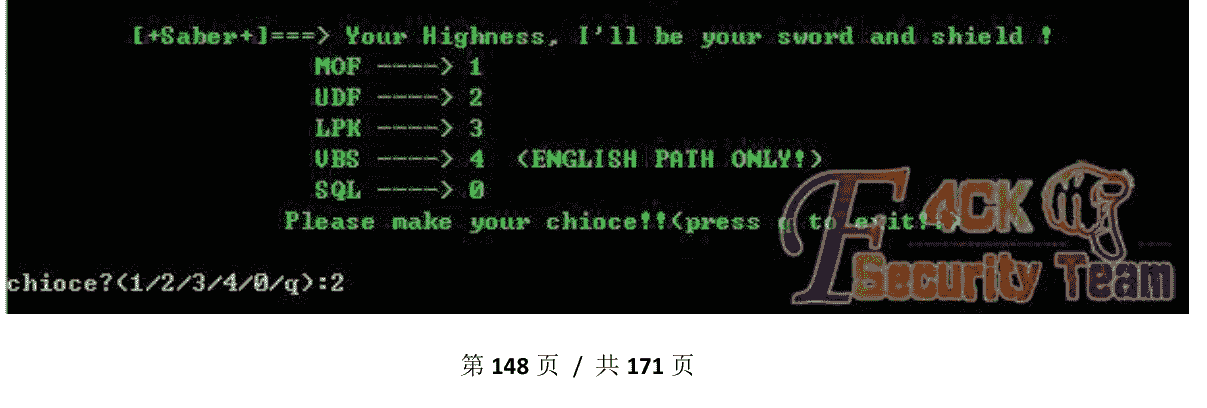 [+Saber+]===> Your Highness, I'll be your sword and shield !
MOF ----> 1
UDF ----> 2
LPK ----> 3
VBS ----> 4 (ENGLISH PATH ONLY!)
SQL ----> 0
Please make your chioce!!(press q to exit!!)
chioce?(1/2/3/4/0/q):2
F4CK
Security Team
第 148 页 / 共 171 页